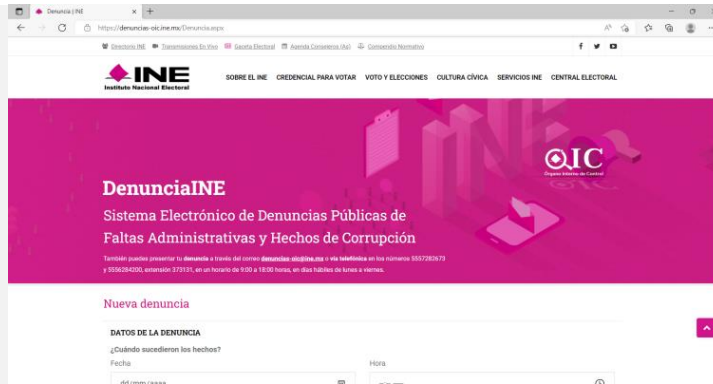 Denuncia | INE
https://denuncias-oic.ine.mx/Denuncia.aspx
Directorio INE Transmisiones En Vivo Gaceta Electoral Agenda Consejeros (As) Compendio Normativo
INE
Instituto Nacional Electoral
SOBRE EL INE CREDENCIAL PARA VOTAR VOTO Y ELECCIONES CULTURA CÍVICA SERVICIOS INE CENTRAL ELECTORAL
OIC
Órgano Interno de Control
DenunciaINE
Sistema Electrónico de Denuncias Públicas de
Faltas Administrativas y Hechos de Corrupción
También puedes presentar tu denuncia a través del correo denuncias-oic@ine.mx o vía telefónica en los números 5557282673
y 5556284200, extensión 373131, en un horario de 9:00 a 18:00 horas, en días hábiles de lunes a viernes.
Nueva denuncia
DATOS DE LA DENUNCIA
¿Cuándo sucedieron los hechos?
Fecha Hora
dd/mm/aaaa